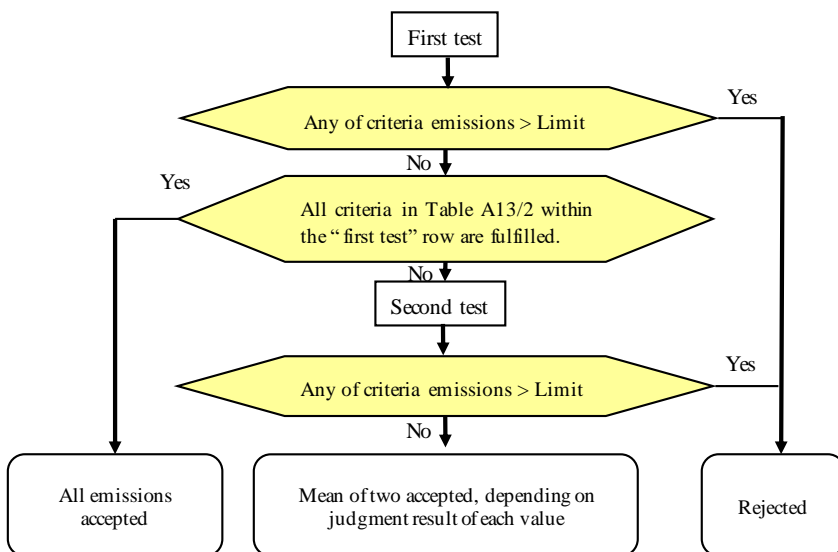 First test
Yes
Any of criteria emissions > Limit
No
Yes
All criteria in Table A13/2 within
the “first test” row are fulfilled.
No
Second test
Yes
Any of criteria emissions > Limit
No
All emissions
accepted
Mean of two accepted, depending on
judgment result of each value
Rejected